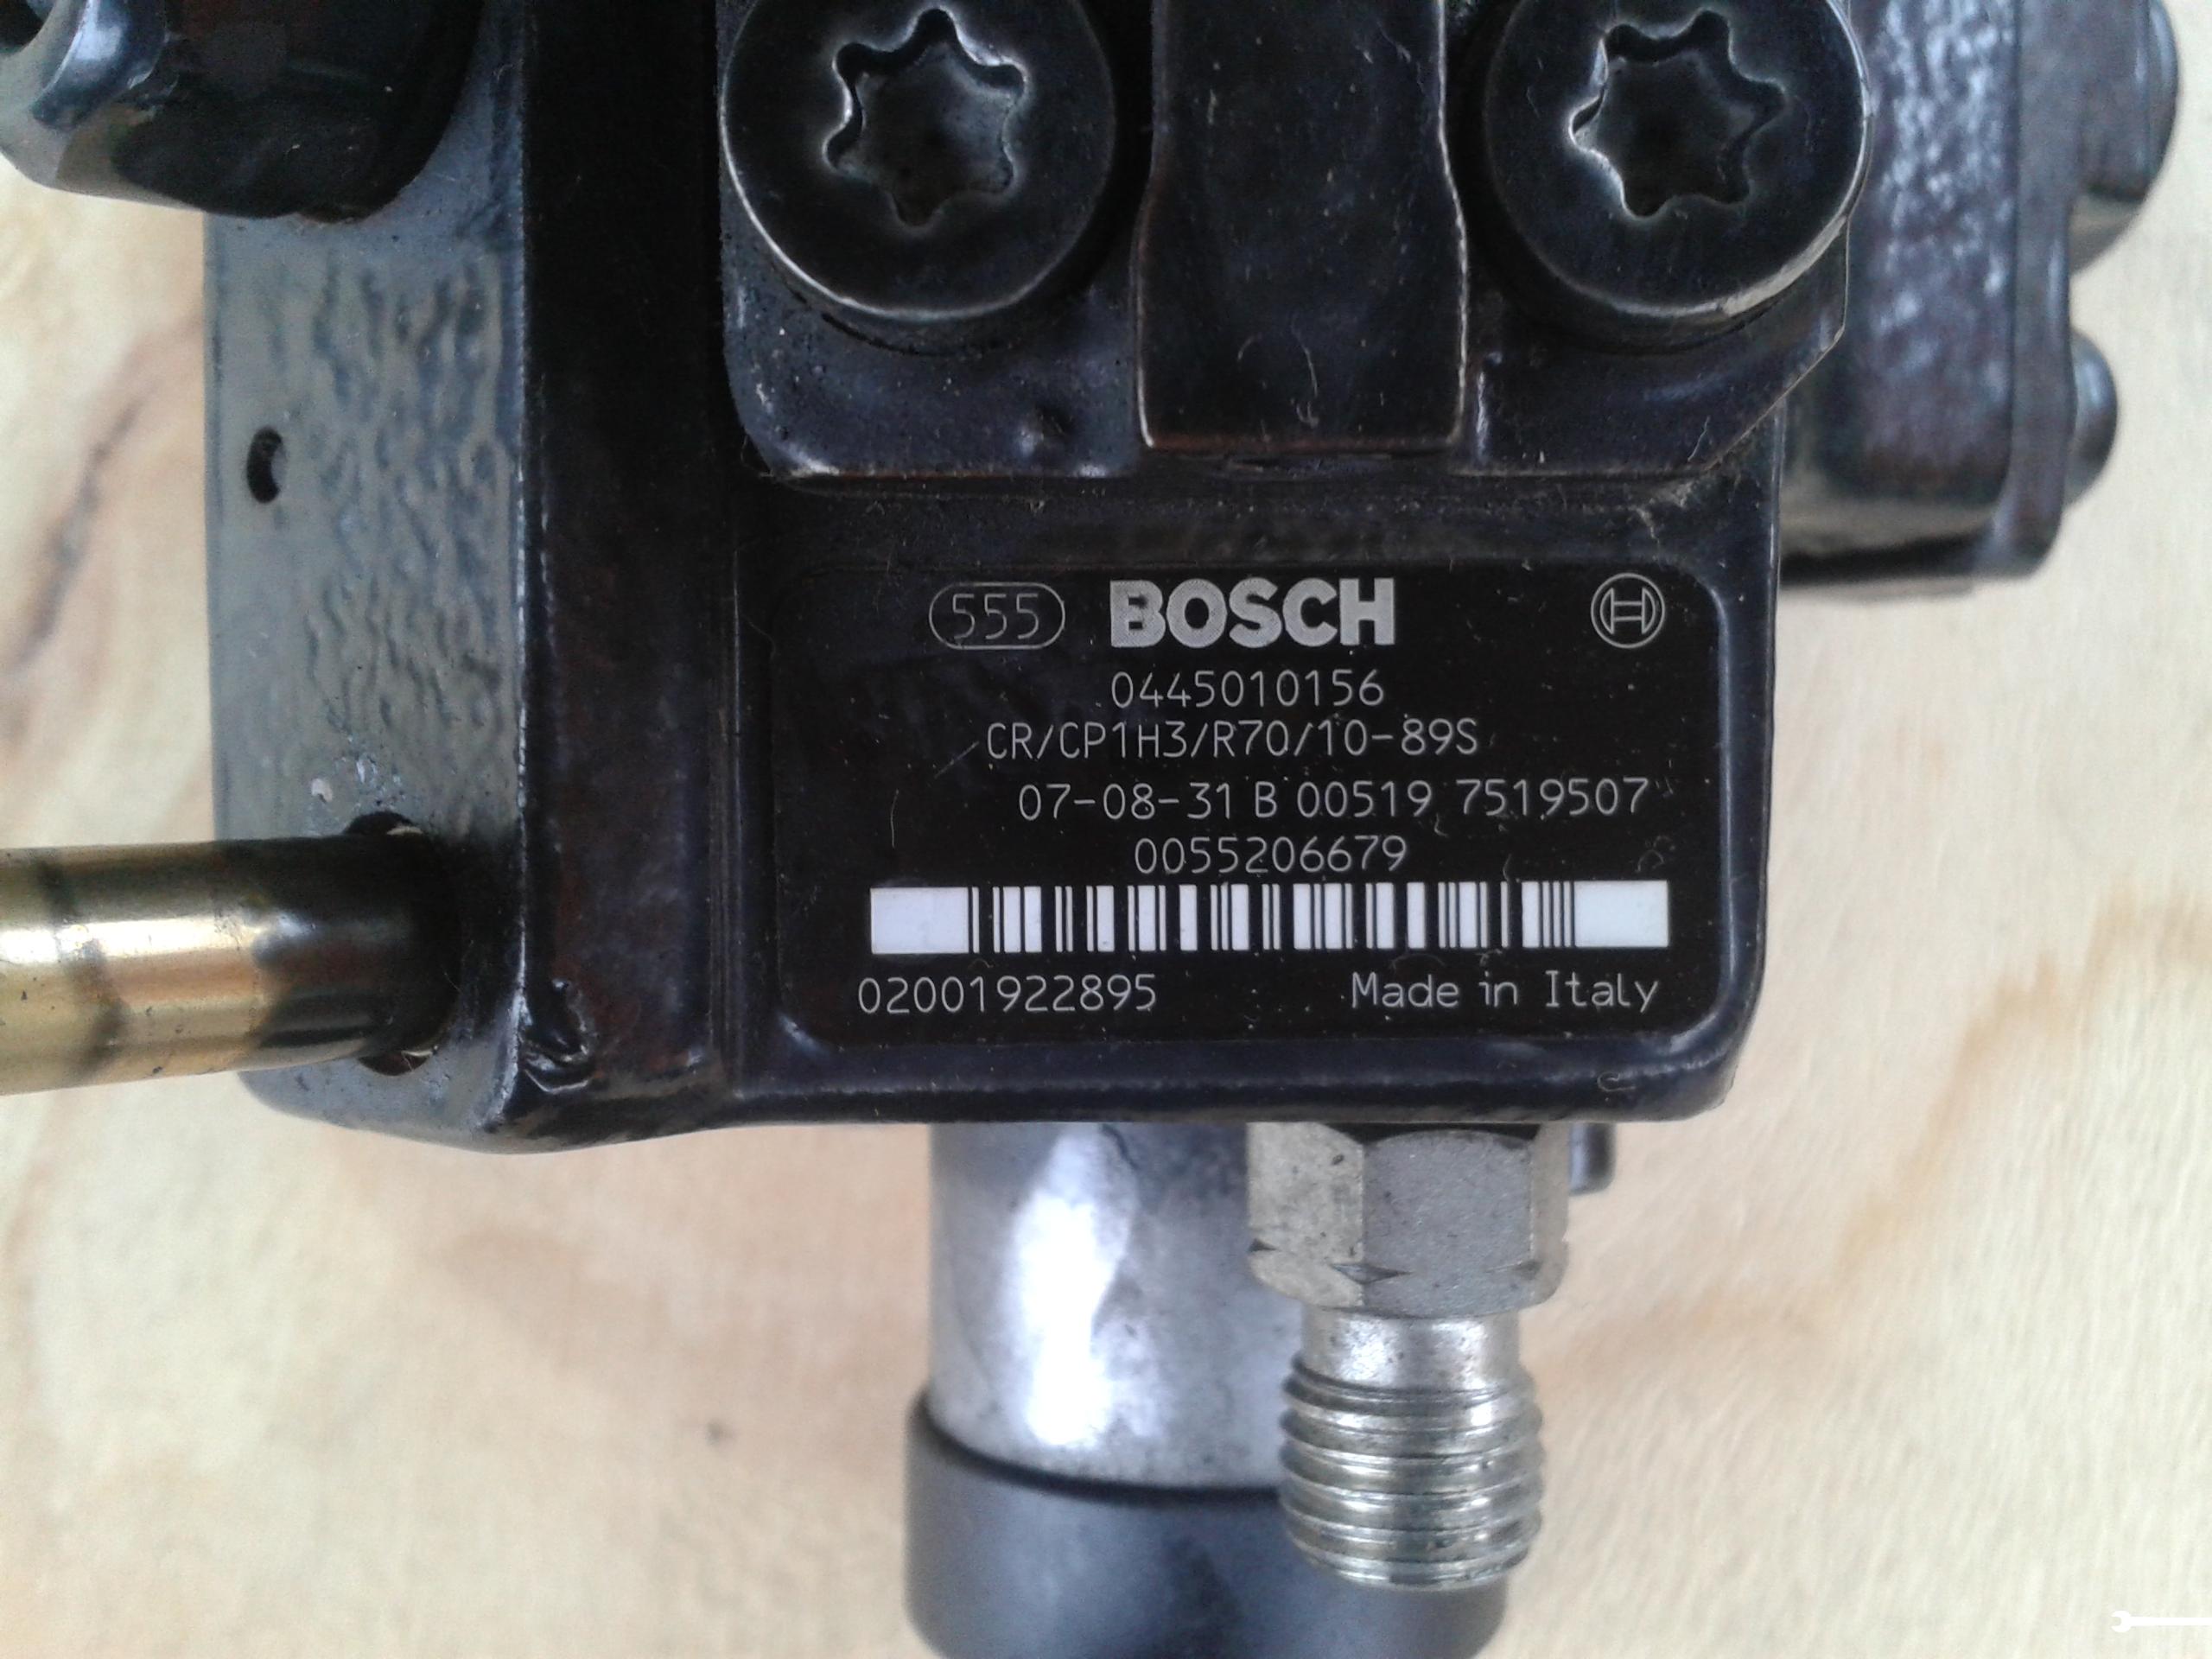 555 BOSCH
0445010156
CR/CP1H3/R70/10-89S
07-08-31 B 00519 7519507
0055206679
02001922895 Made in Italy